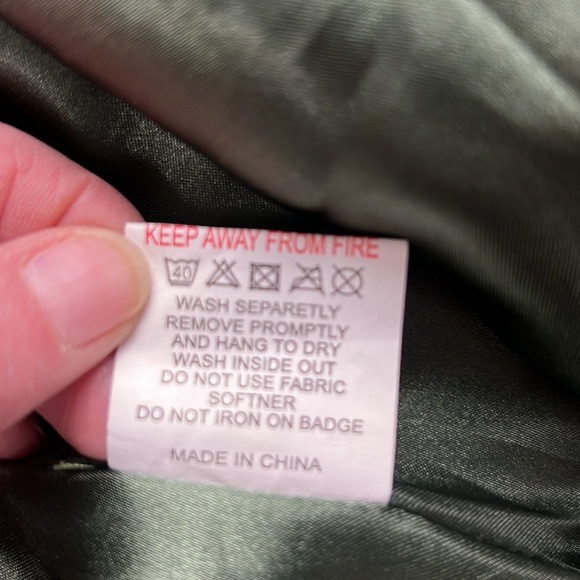 KEEP AWAY FROM FIRE
40
WASH SEPARETLY
REMOVE PROMPTLY
AND HANG TO DRY
WASH INSIDE OUT
DO NOT USE FABRIC
SOFTNER
DO NOT IRON ON BADGE
MADE IN CHINA